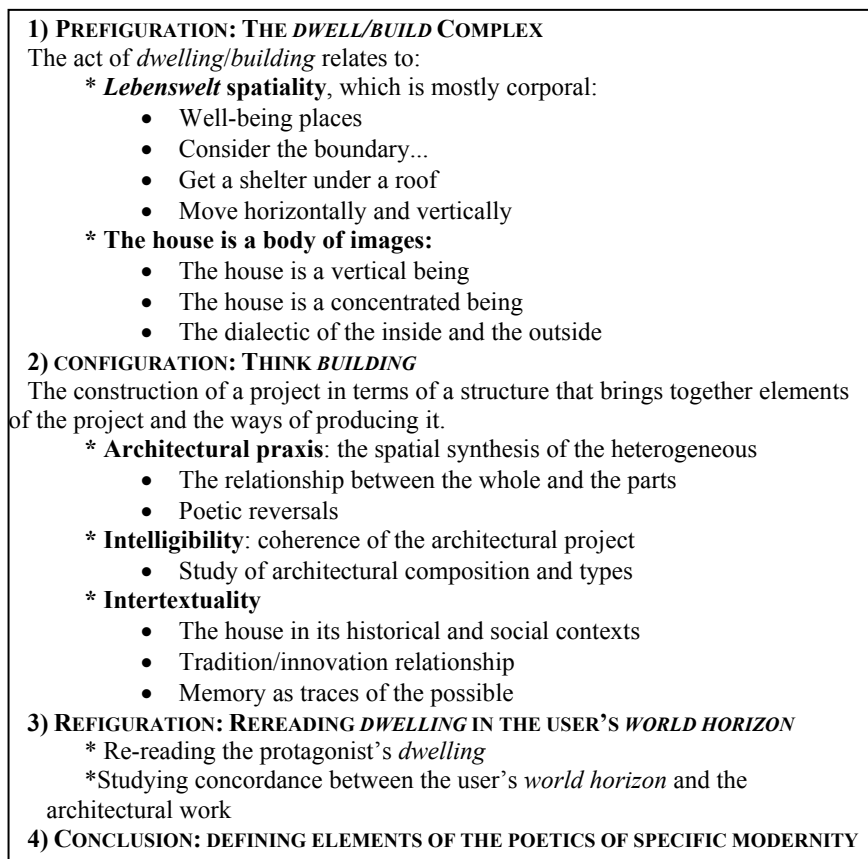 1) PREFIGURATION: THE DWELL/BUILD COMPLEX
The act of dwelling/building relates to:
* Lebenswelt spatiality, which is mostly corporal:
• Well-being places
• Consider the boundary...
• Get a shelter under a roof
• Move horizontally and vertically
* The house is a body of images:
• The house is a vertical being
• The house is a concentrated being
• The dialectic of the inside and the outside
2) CONFIGURATION: THINK BUILDING
The construction of a project in terms of a structure that brings together elements
of the project and the ways of producing it.
* Architectural praxis: the spatial synthesis of the heterogeneous
• The relationship between the whole and the parts
• Poetic reversals
* Intelligibility: coherence of the architectural project
• Study of architectural composition and types
* Intertextuality
• The house in its historical and social contexts
• Tradition/innovation relationship
• Memory as traces of the possible
3) REFIGURATION: REREADING DWELLING IN THE USER’S WORLD HORIZON
* Re-reading the protagonist’s dwelling
*Studying concordance between the user’s world horizon and the
architectural work
4) CONCLUSION: DEFINING ELEMENTS OF THE POETICS OF SPECIFIC MODERNITY